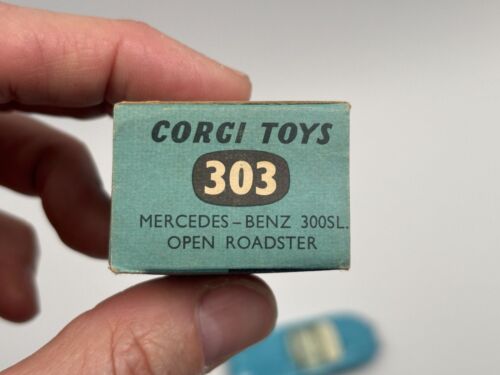 CORGI TOYS
303
MERCEDES-BENZ 300SL.
OPEN ROADSTER